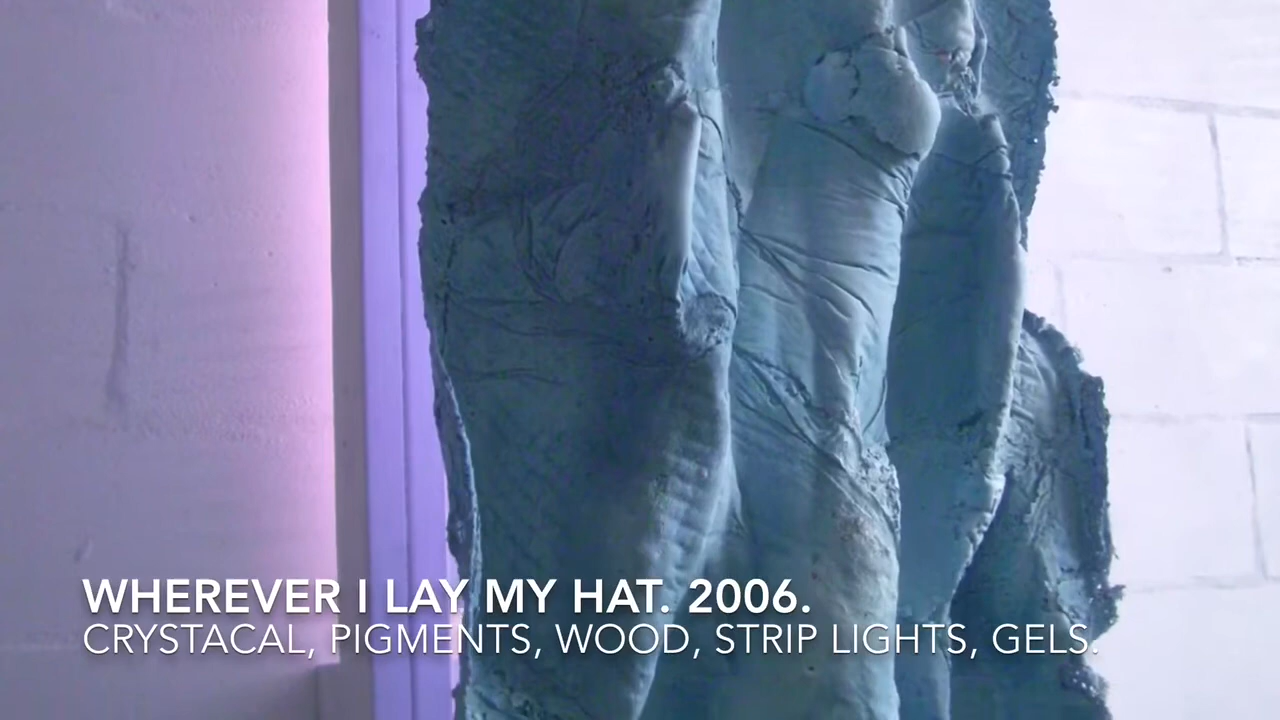 WHEREVER I LAY MY HAT. 2006.
CRYSTACAL, PIGMENTS, WOOD, STRIP LIGHTS, GELS.